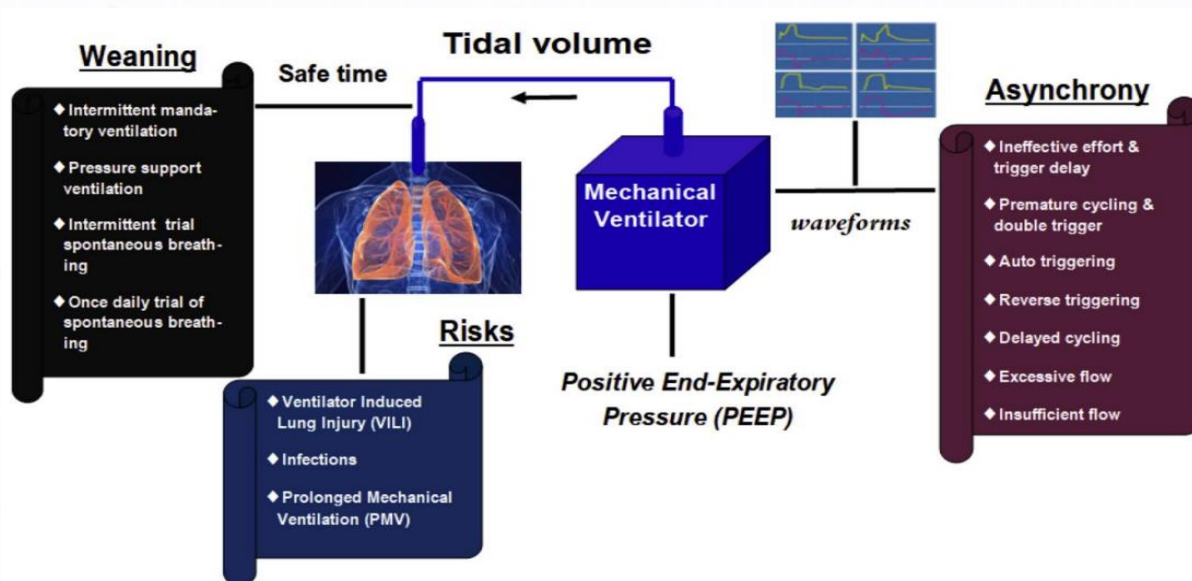 Weaning
◆ Intermittent manda-
tory ventilation
◆ Pressure support
ventilation
◆ Intermittent trial
spontaneous breath-
ing
◆ Once daily trial of
spontaneous breath-
ing
Safe time
Tidal volume
Mechanical
Ventilator
waveforms
Asynchrony
◆ Ineffective effort &
trigger delay
◆ Premature cycling &
double trigger
◆ Auto triggering
◆ Reverse triggering
◆ Delayed cycling
◆ Excessive flow
◆ Insufficient flow
Risks
◆ Ventilator Induced
Lung Injury (VILI)
◆ Infections
◆ Prolonged Mechanical
Ventilation (PMV)
Positive End-Expiratory
Pressure (PEEP)